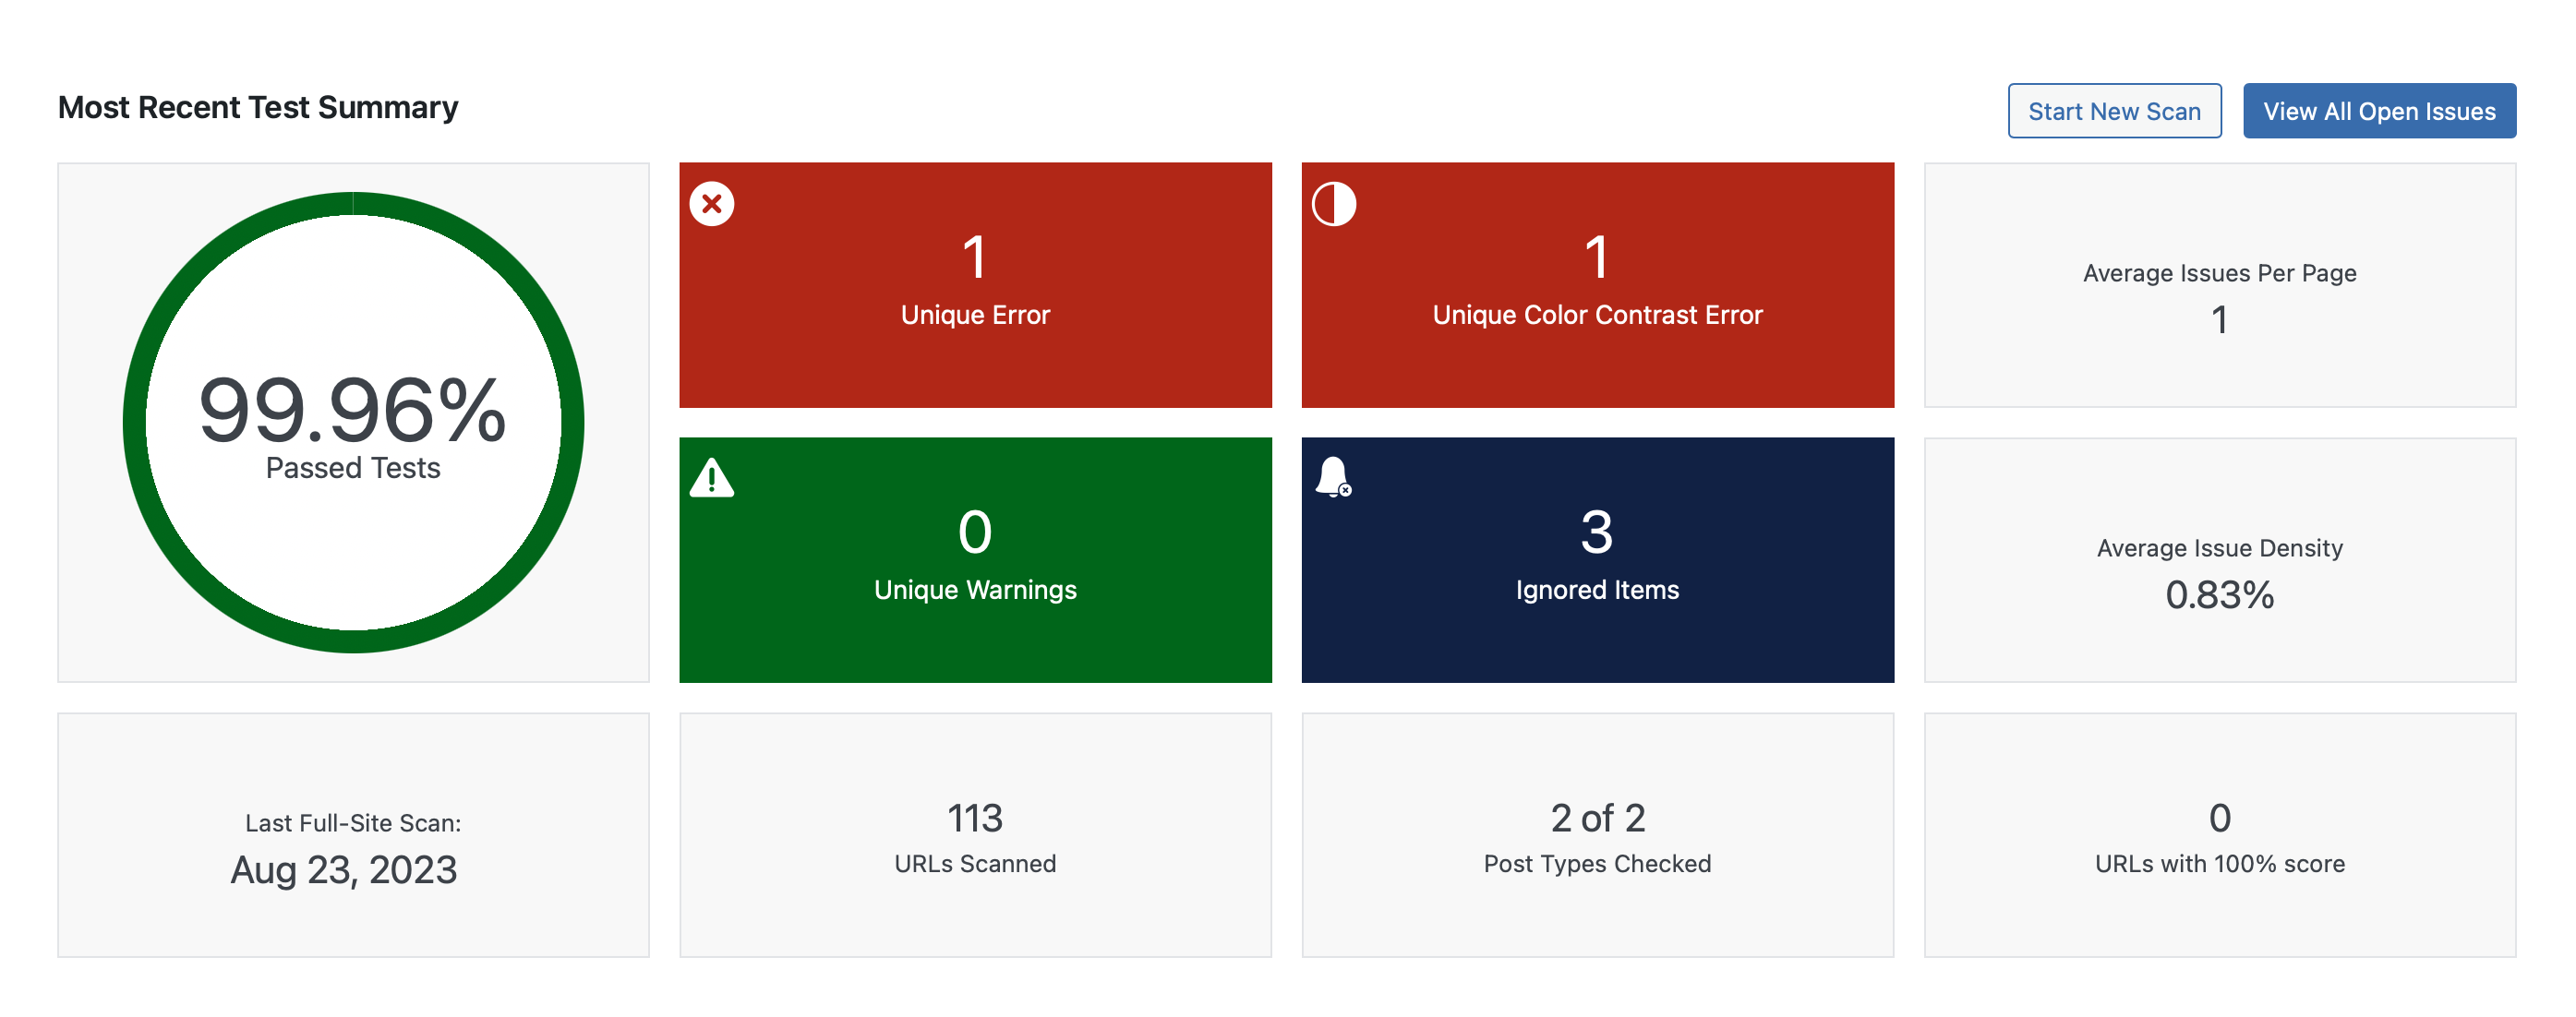 Most Recent Test Summary
Start New Scan
View All Open Issues
99.96%
Passed Tests
1
Unique Error
1
Unique Color Contrast Error
Average Issues Per Page
1
0
Unique Warnings
3
Ignored Items
Average Issue Density
0.83%
Last Full-Site Scan:
Aug 23, 2023
113
URLs Scanned
2 of 2
Post Types Checked
0
URLs with 100% score